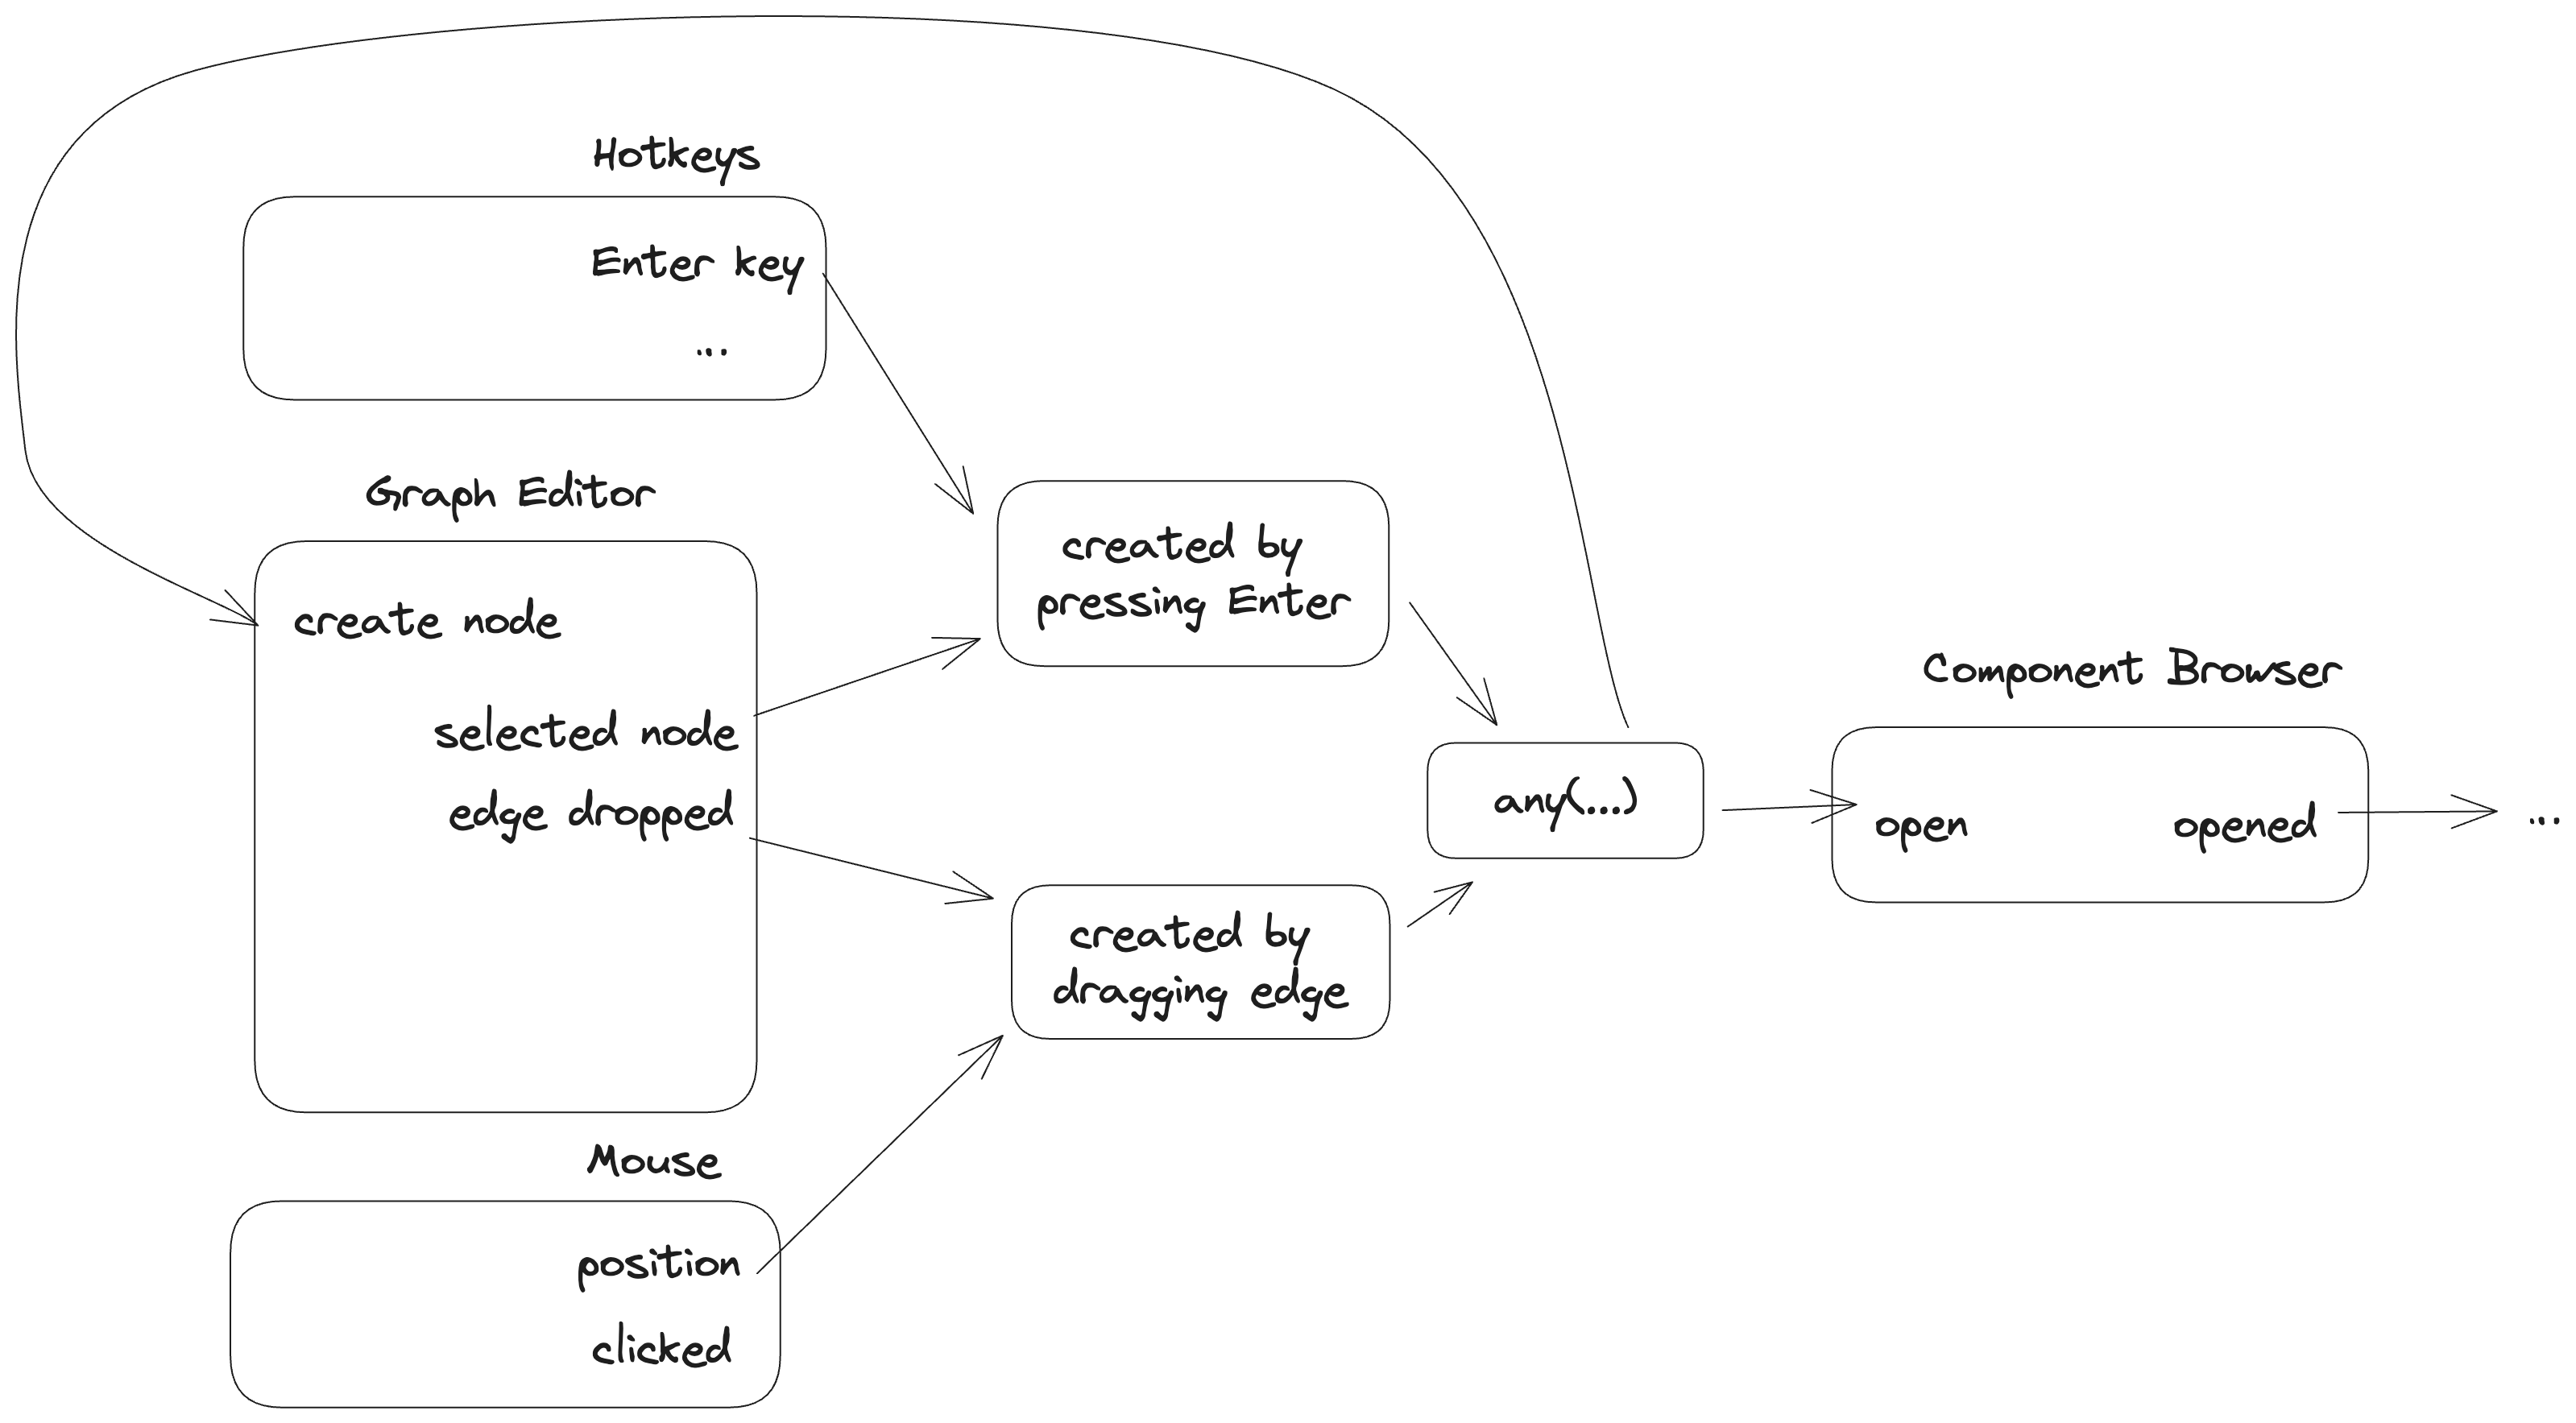 Hotkeys
Enter key
...
Graph Editor
create node
selected node
edge dropped
Mouse
position
clicked
created by
pressing Enter
created by
dragging edge
any(...)
Component Browser
open
opened
...